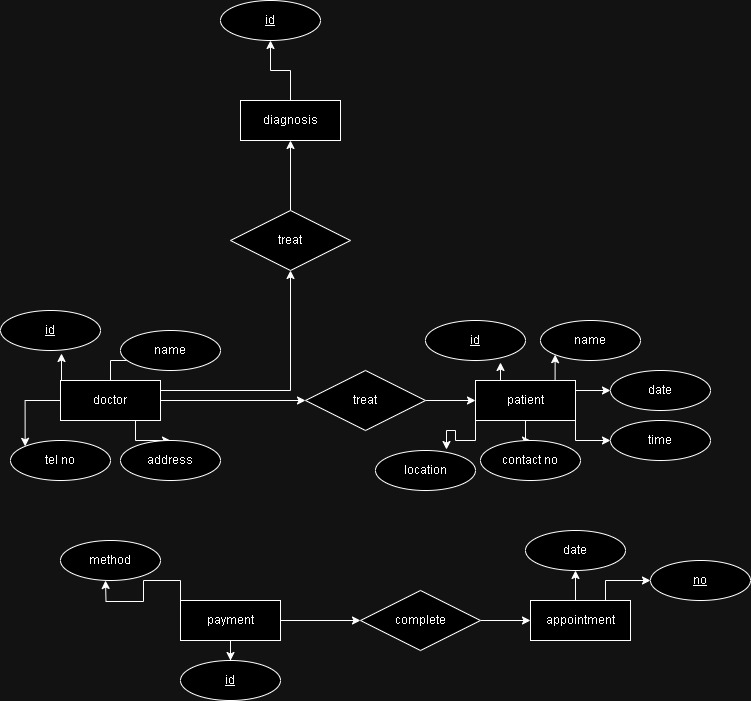 id
diagnosis
treat
id
name
doctor
tel no
address
treat
id
name
patient
date
time
location
contact no
method
payment
id
complete
date
no
appointment